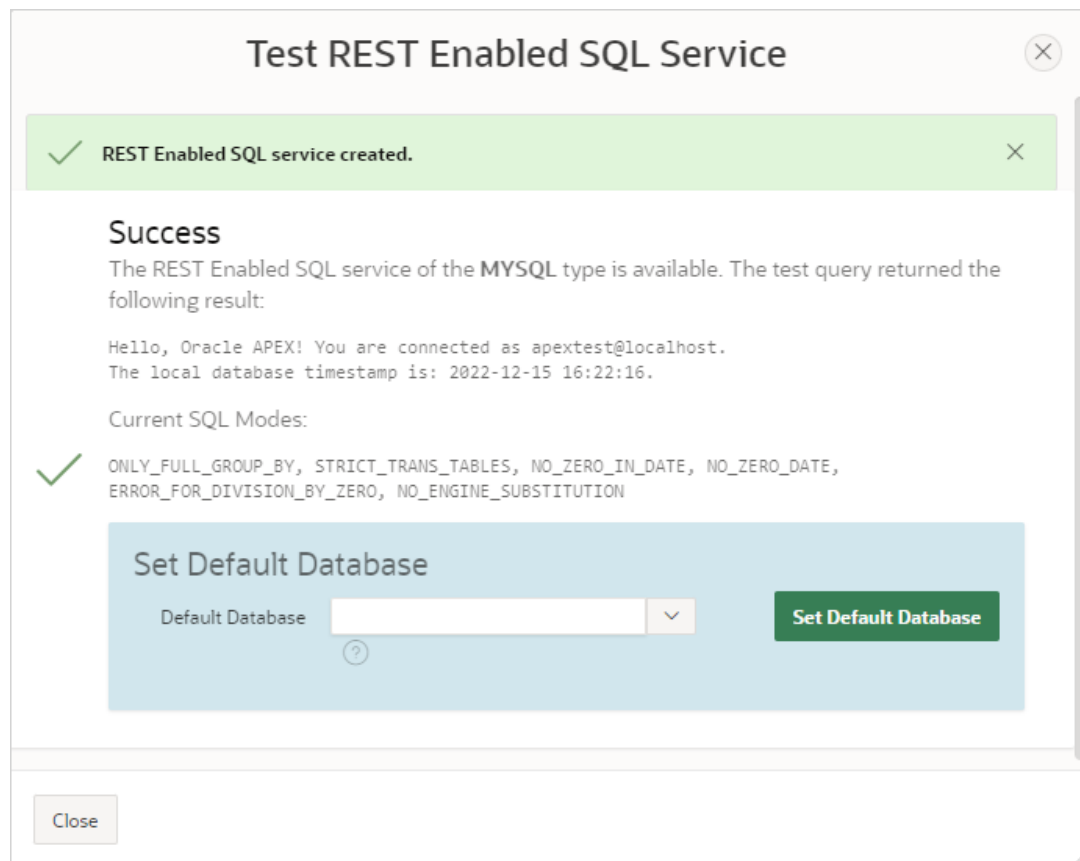 Test REST Enabled SQL Service
REST Enabled SQL service created.
Success
The REST Enabled SQL service of the MYSQL type is available. The test query returned the
following result:
Hello, Oracle APEX! You are connected as apextest@localhost.
The local database timestamp is: 2022-12-15 16:22:16.
Current SQL Modes:
ONLY_FULL_GROUP_BY, STRICT_TRANS_TABLES, NO_ZERO_IN_DATE, NO_ZERO_DATE,
ERROR_FOR_DIVISION_BY_ZERO, NO_ENGINE_SUBSTITUTION
Set Default Database
Default Database
Set Default Database
?
Close